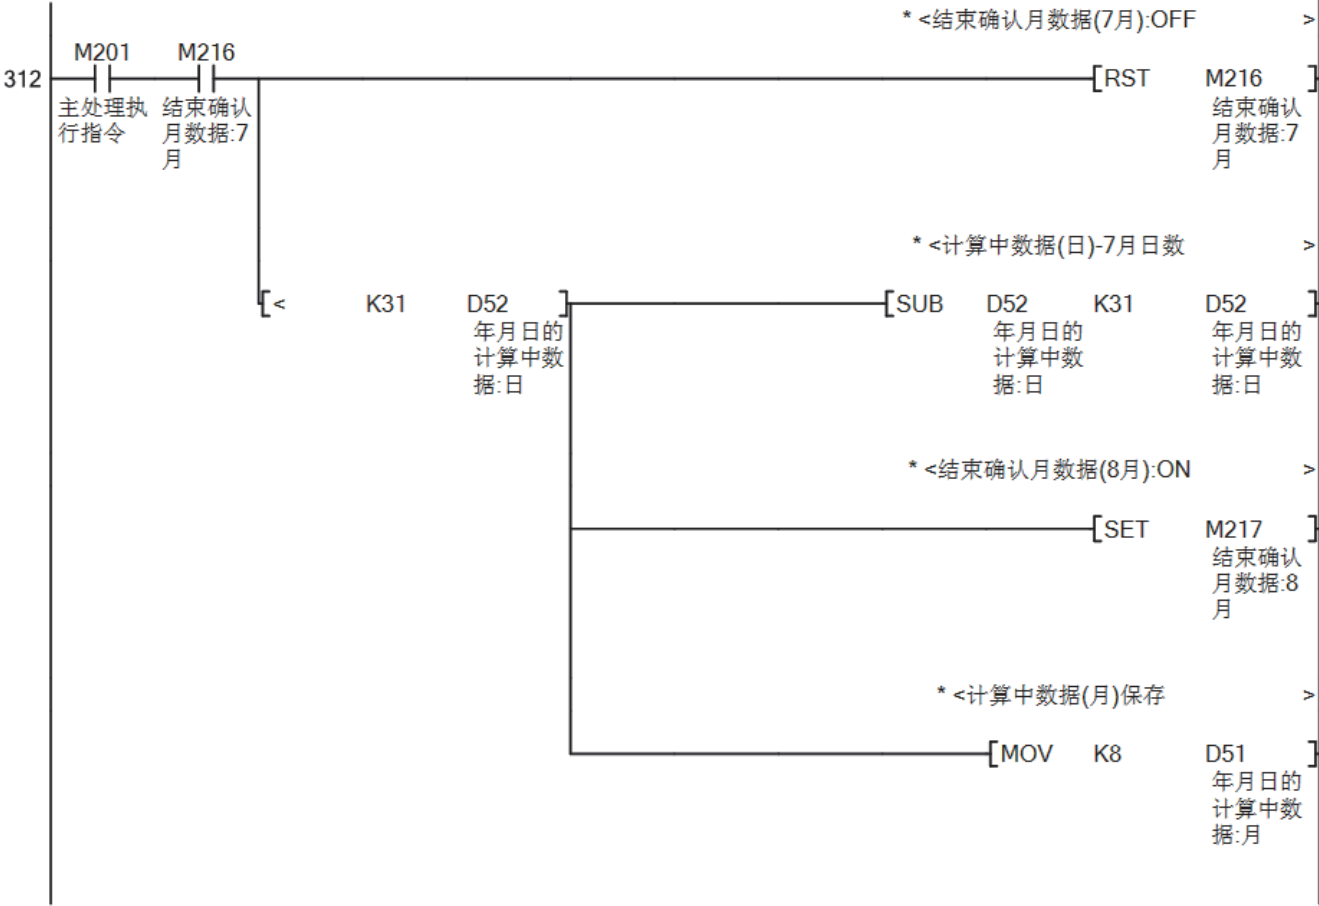 * <结束确认月数据(7月):OFF >
M201 M216
312 [RST M216 ]
主处理执行指令
结束确认月数据:7月
结束确认月数据:7月
* <计算中数据(日)-7月日数 >
[< K31 D52 ] [SUB D52 K31 D52 ]
年月日的 年月日的 年月日的
计算中数 计算中数 计算中数
据:日 据:日 据:日
* <结束确认月数据(8月):ON >
[SET M217 ]
结束确认
月数据:8
月
* <计算中数据(月)保存 >
[MOV K8 D51 ]
年月日的
计算中数
据:月